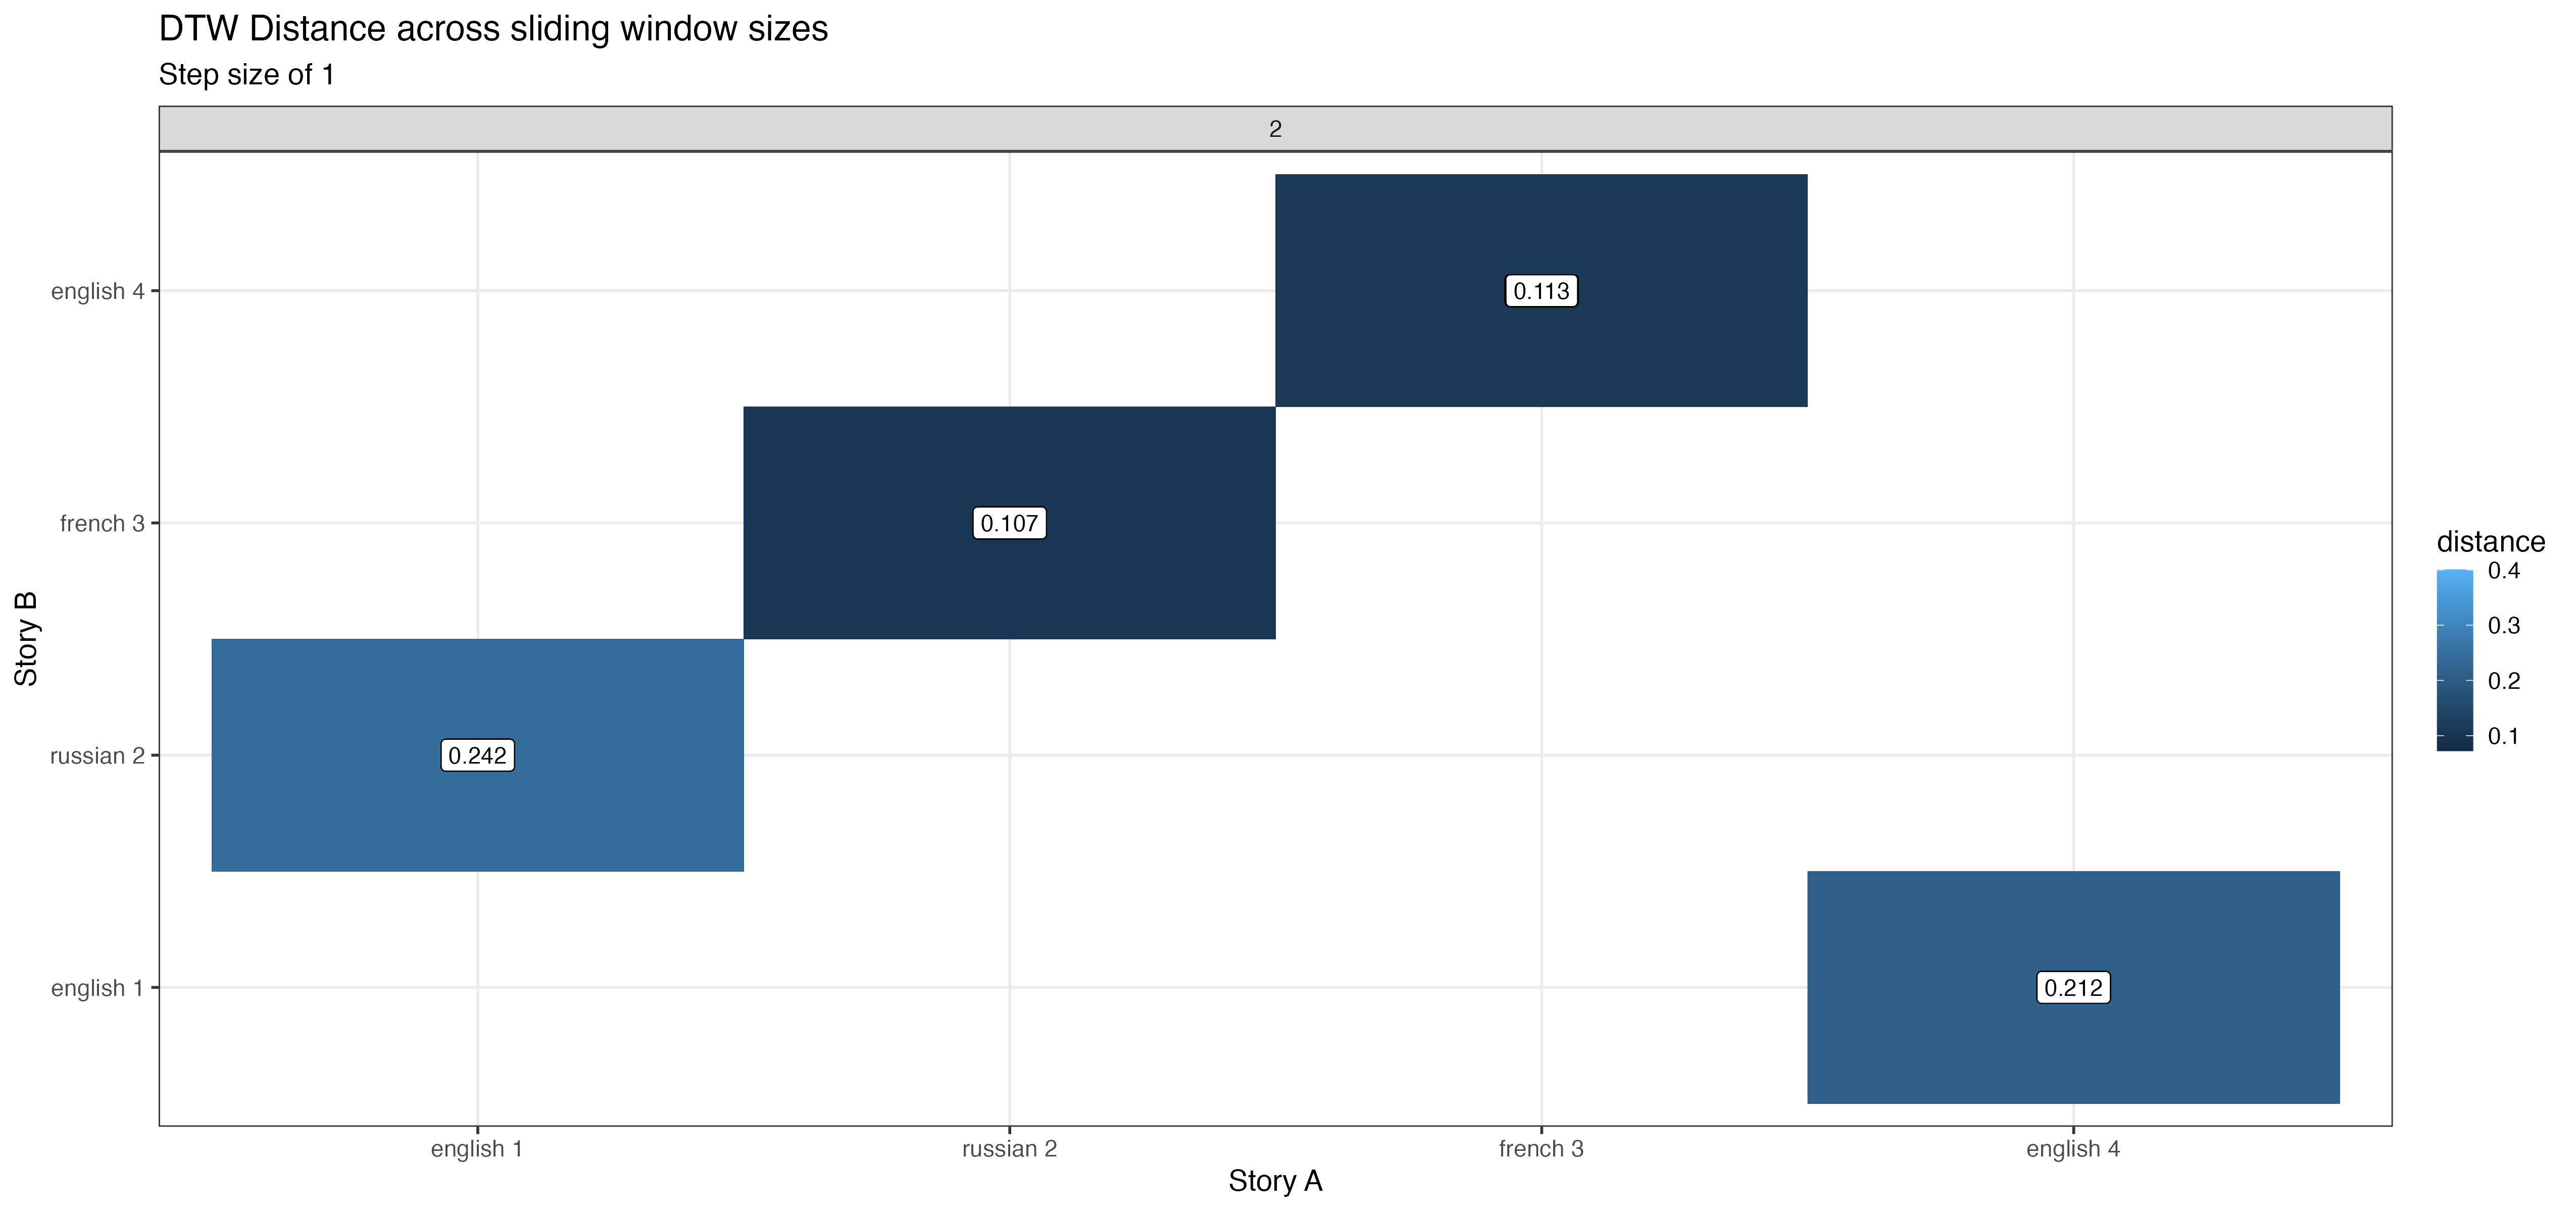 DTW Distance across sliding window sizes
Step size of 1
2
english 4
0.113
french 3
0.107
distance
0.4
0.3
0.2
0.1
Story B
russian 2
0.242
english 1
0.212
english 1
russian 2
french 3
english 4
Story A